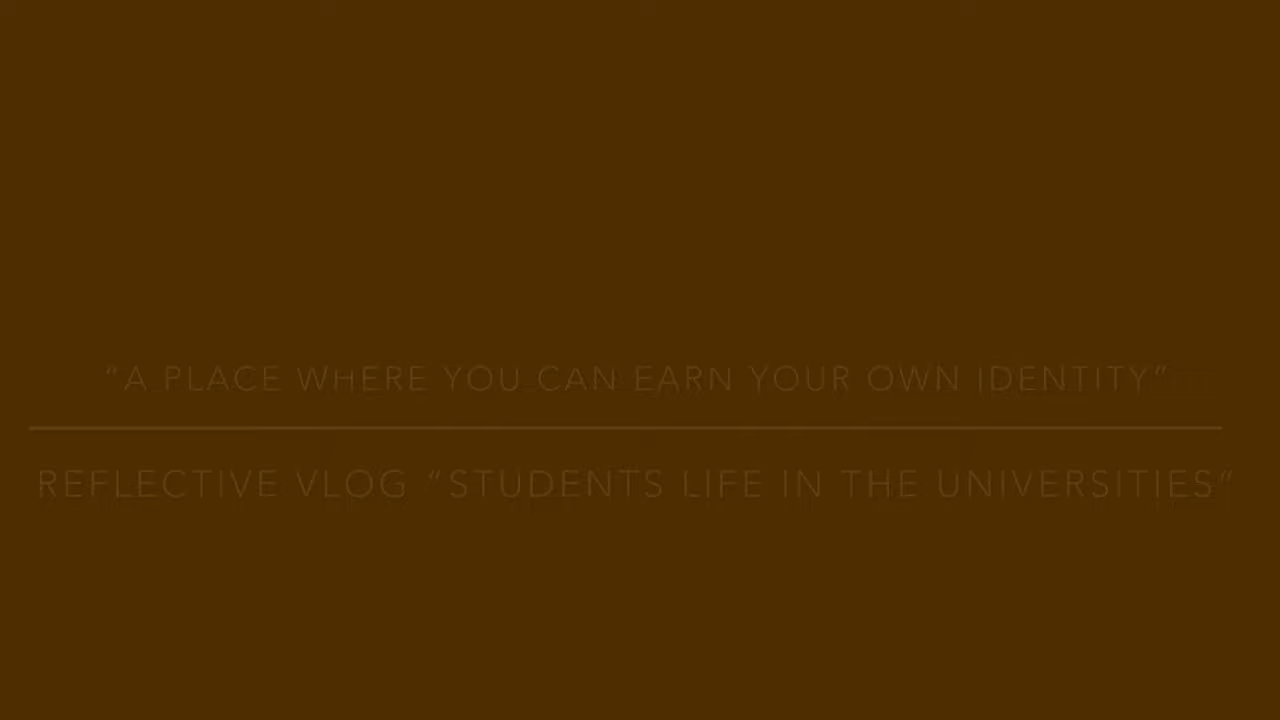 “A PLACE WHERE YOU CAN EARN YOUR OWN IDENTITY”
REFLECTIVE VLOG “STUDENTS LIFE IN THE UNIVERSITIES”